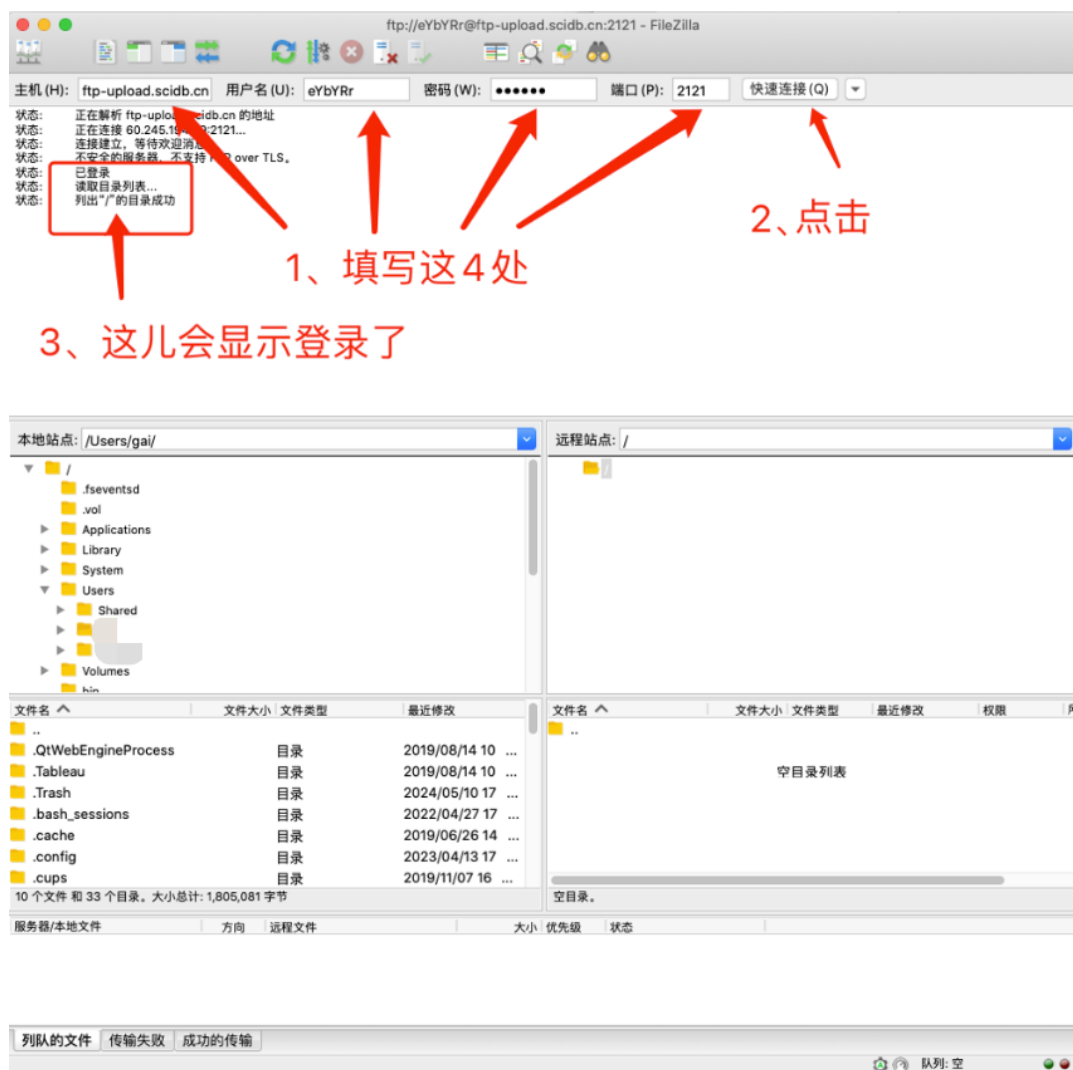 ftp://eYbYRr@ftp-upload.scidb.cn:2121 - FileZilla
主机(H): ftp-upload.scidb.cn 用户名(U): eYbYRr 密码(W): •••••• 端口(P): 2121 快速连接(Q)
状态: 正在解析 ftp-upload.scidb.cn 的地址
状态: 正在连接 60.245.19 :2121...
状态: 连接建立，等待欢迎消息
状态: 不安全的服务器，不支持 over TLS。
状态: 已登录
状态: 读取目录列表...
状态: 列出“/”的目录成功
2、点击
1、填写这4处
3、这儿会显示登录了
本地站点: /Users/gai/
/
.fseventsd
.vol
Applications
Library
System
Users
Shared
Volumes
bin
远程站点: /
/
文件名 文件大小 文件类型 最近修改
..
.QtWebEngineProcess 目录 2019/08/14 10 ...
.Tableau 目录 2019/08/14 10 ...
.Trash 目录 2024/05/10 17 ...
.bash_sessions 目录 2022/04/27 17 ...
.cache 目录 2019/06/26 14 ...
.config 目录 2023/04/13 17 ...
.cups 目录 2019/11/07 16 ...
10 个文件 和 33 个目录。大小总计: 1,805,081 字节
文件名 文件大小 文件类型 最近修改 权限
..
空目录列表
空目录。
服务器/本地文件 方向 远程文件 大小 优先级 状态
列队的文件 传输失败 成功的传输
队列: 空